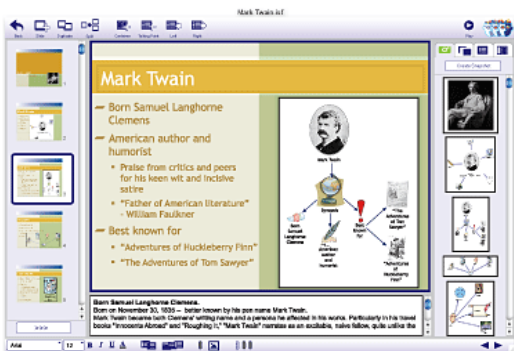 Mark Twain.isf
Mark Twain
Born Samuel Langhorne
Clemens
American author and
humorist
Praise from critics and peers
for his keen wit and incisive
satire
"Father of American literature"
- William Faulkner
Best known for
"Adventures of Huckleberry Finn"
"The Adventures of Tom Sawyer"
Mark Twain
Born
Samuel
Langhorne
Clemens
American
author
and
humorist
Best
known
for
"The
Adventures
of Tom
Sawyer"
"Adventures
of
Huckleberry
Finn"
Create Snapshot
Born Samuel Langhorne Clemens.
Born on November 30, 1835 – better known by his pen name Mark Twain.
Mark Twain became both Clemens' writing name and a persona he affected in his works. Particularly in his travel
books "Innocents Abroad" and "Roughing it," "Mark Twain" narrates as an excitable, naive fellow, quite unlike the
Arial 12 B I U A